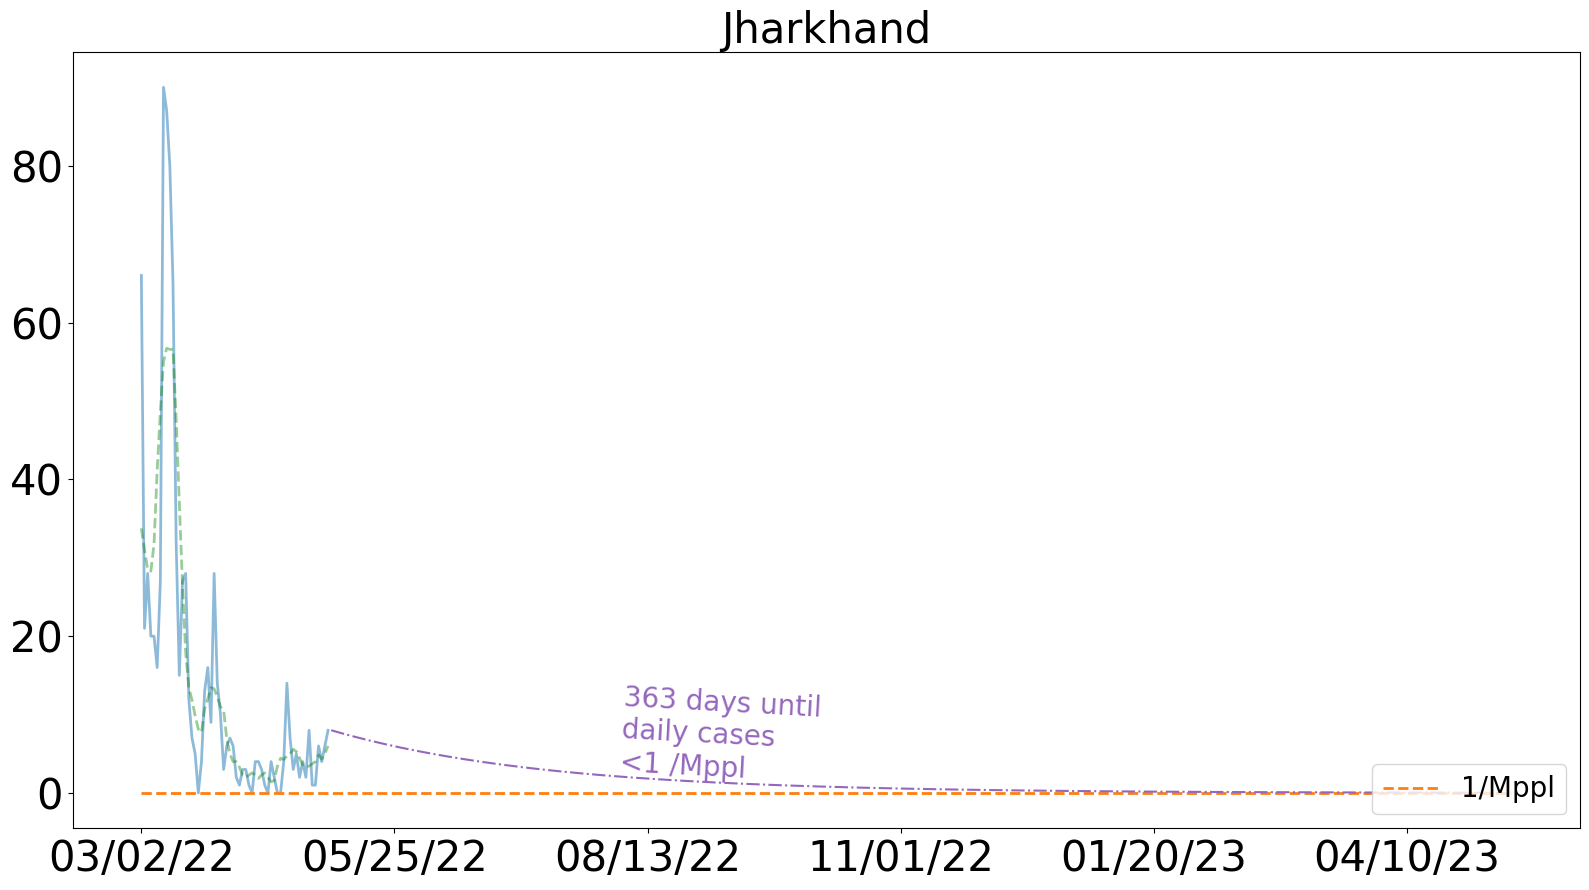 Jharkhand
80
60
40
20
0
363 days until
daily cases
<1 /Mppl
1/Mppl
03/02/22 05/25/22 08/13/22 11/01/22 01/20/23 04/10/23